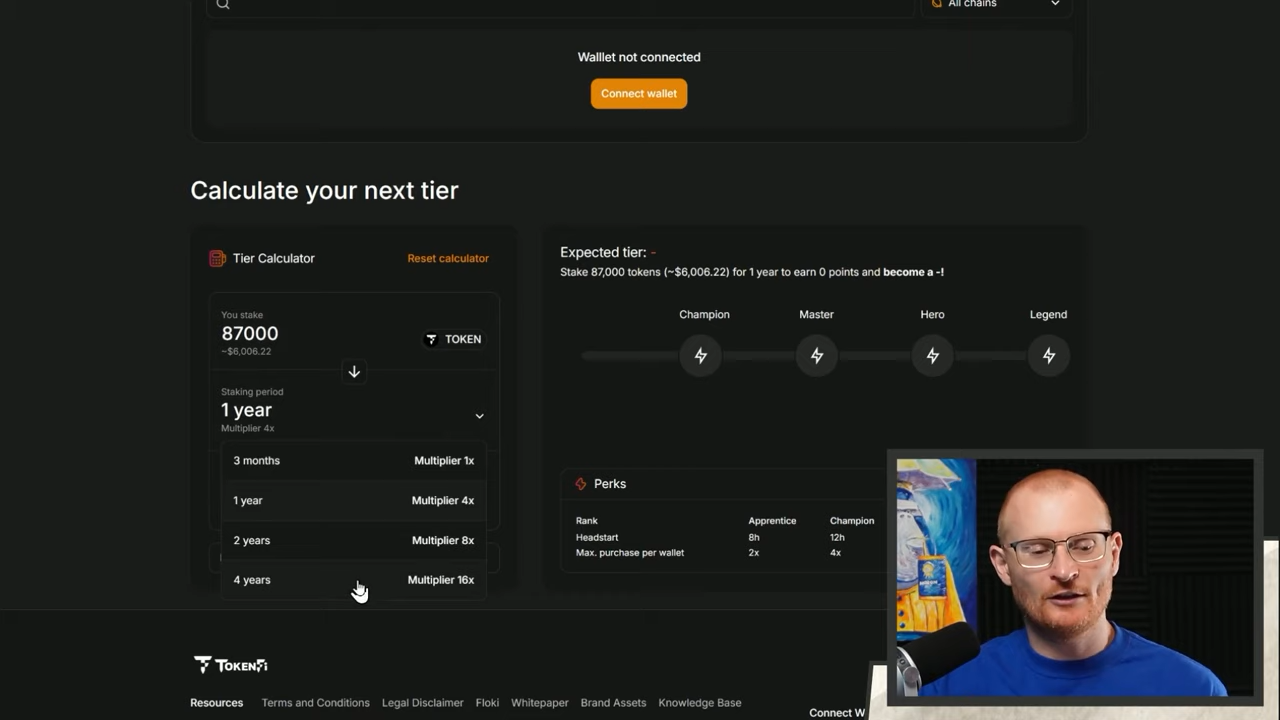 All chains
Walllet not connected
Connect wallet
Calculate your next tier
Tier Calculator
Reset calculator
You stake
87000
~$6,006.22
TOKEN
Staking period
1 year
Multiplier 4x
3 months Multiplier 1x
1 year Multiplier 4x
2 years Multiplier 8x
4 years Multiplier 16x
Expected tier: -
Stake 87,000 tokens (~$6,006.22) for 1 year to earn 0 points and become a -!
Champion Master Hero Legend
Perks
Rank Apprentice Champion
Headstart 8h 12h
Max. purchase per wallet 2x 4x
TOKENFi
Resources Terms and Conditions Legal Disclaimer Floki Whitepaper Brand Assets Knowledge Base
Connect W